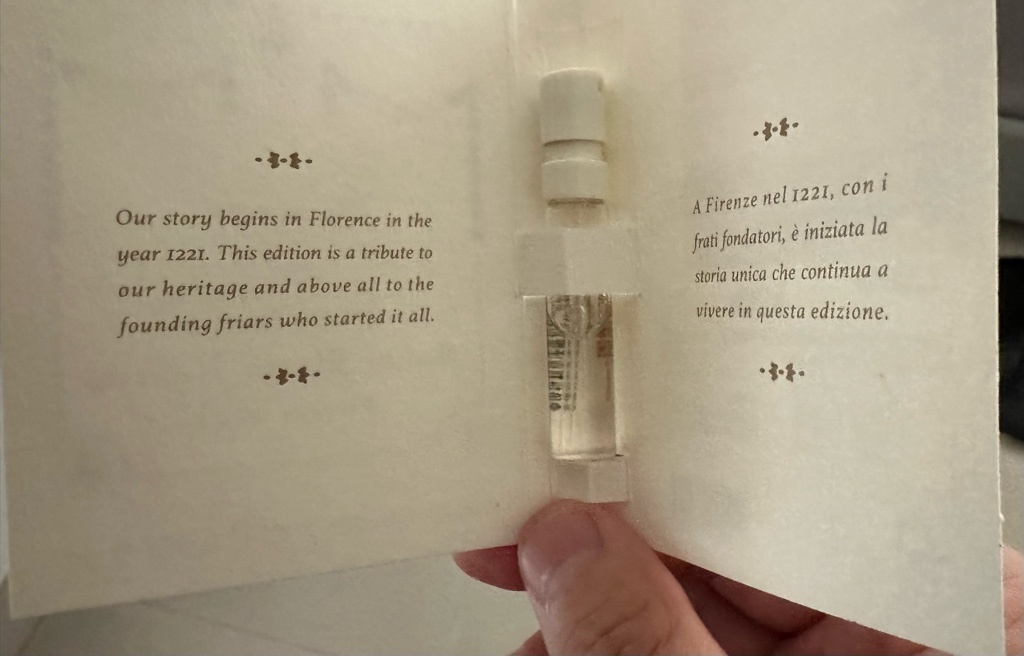 Our story begins in Florence in the
year 1221. This edition is a tribute to
our heritage and above all to the
founding friars who started it all.
A Firenze nel 1221, con i
frati fondatori, è iniziata la
storia unica che continua a
vivere in questa edizione.